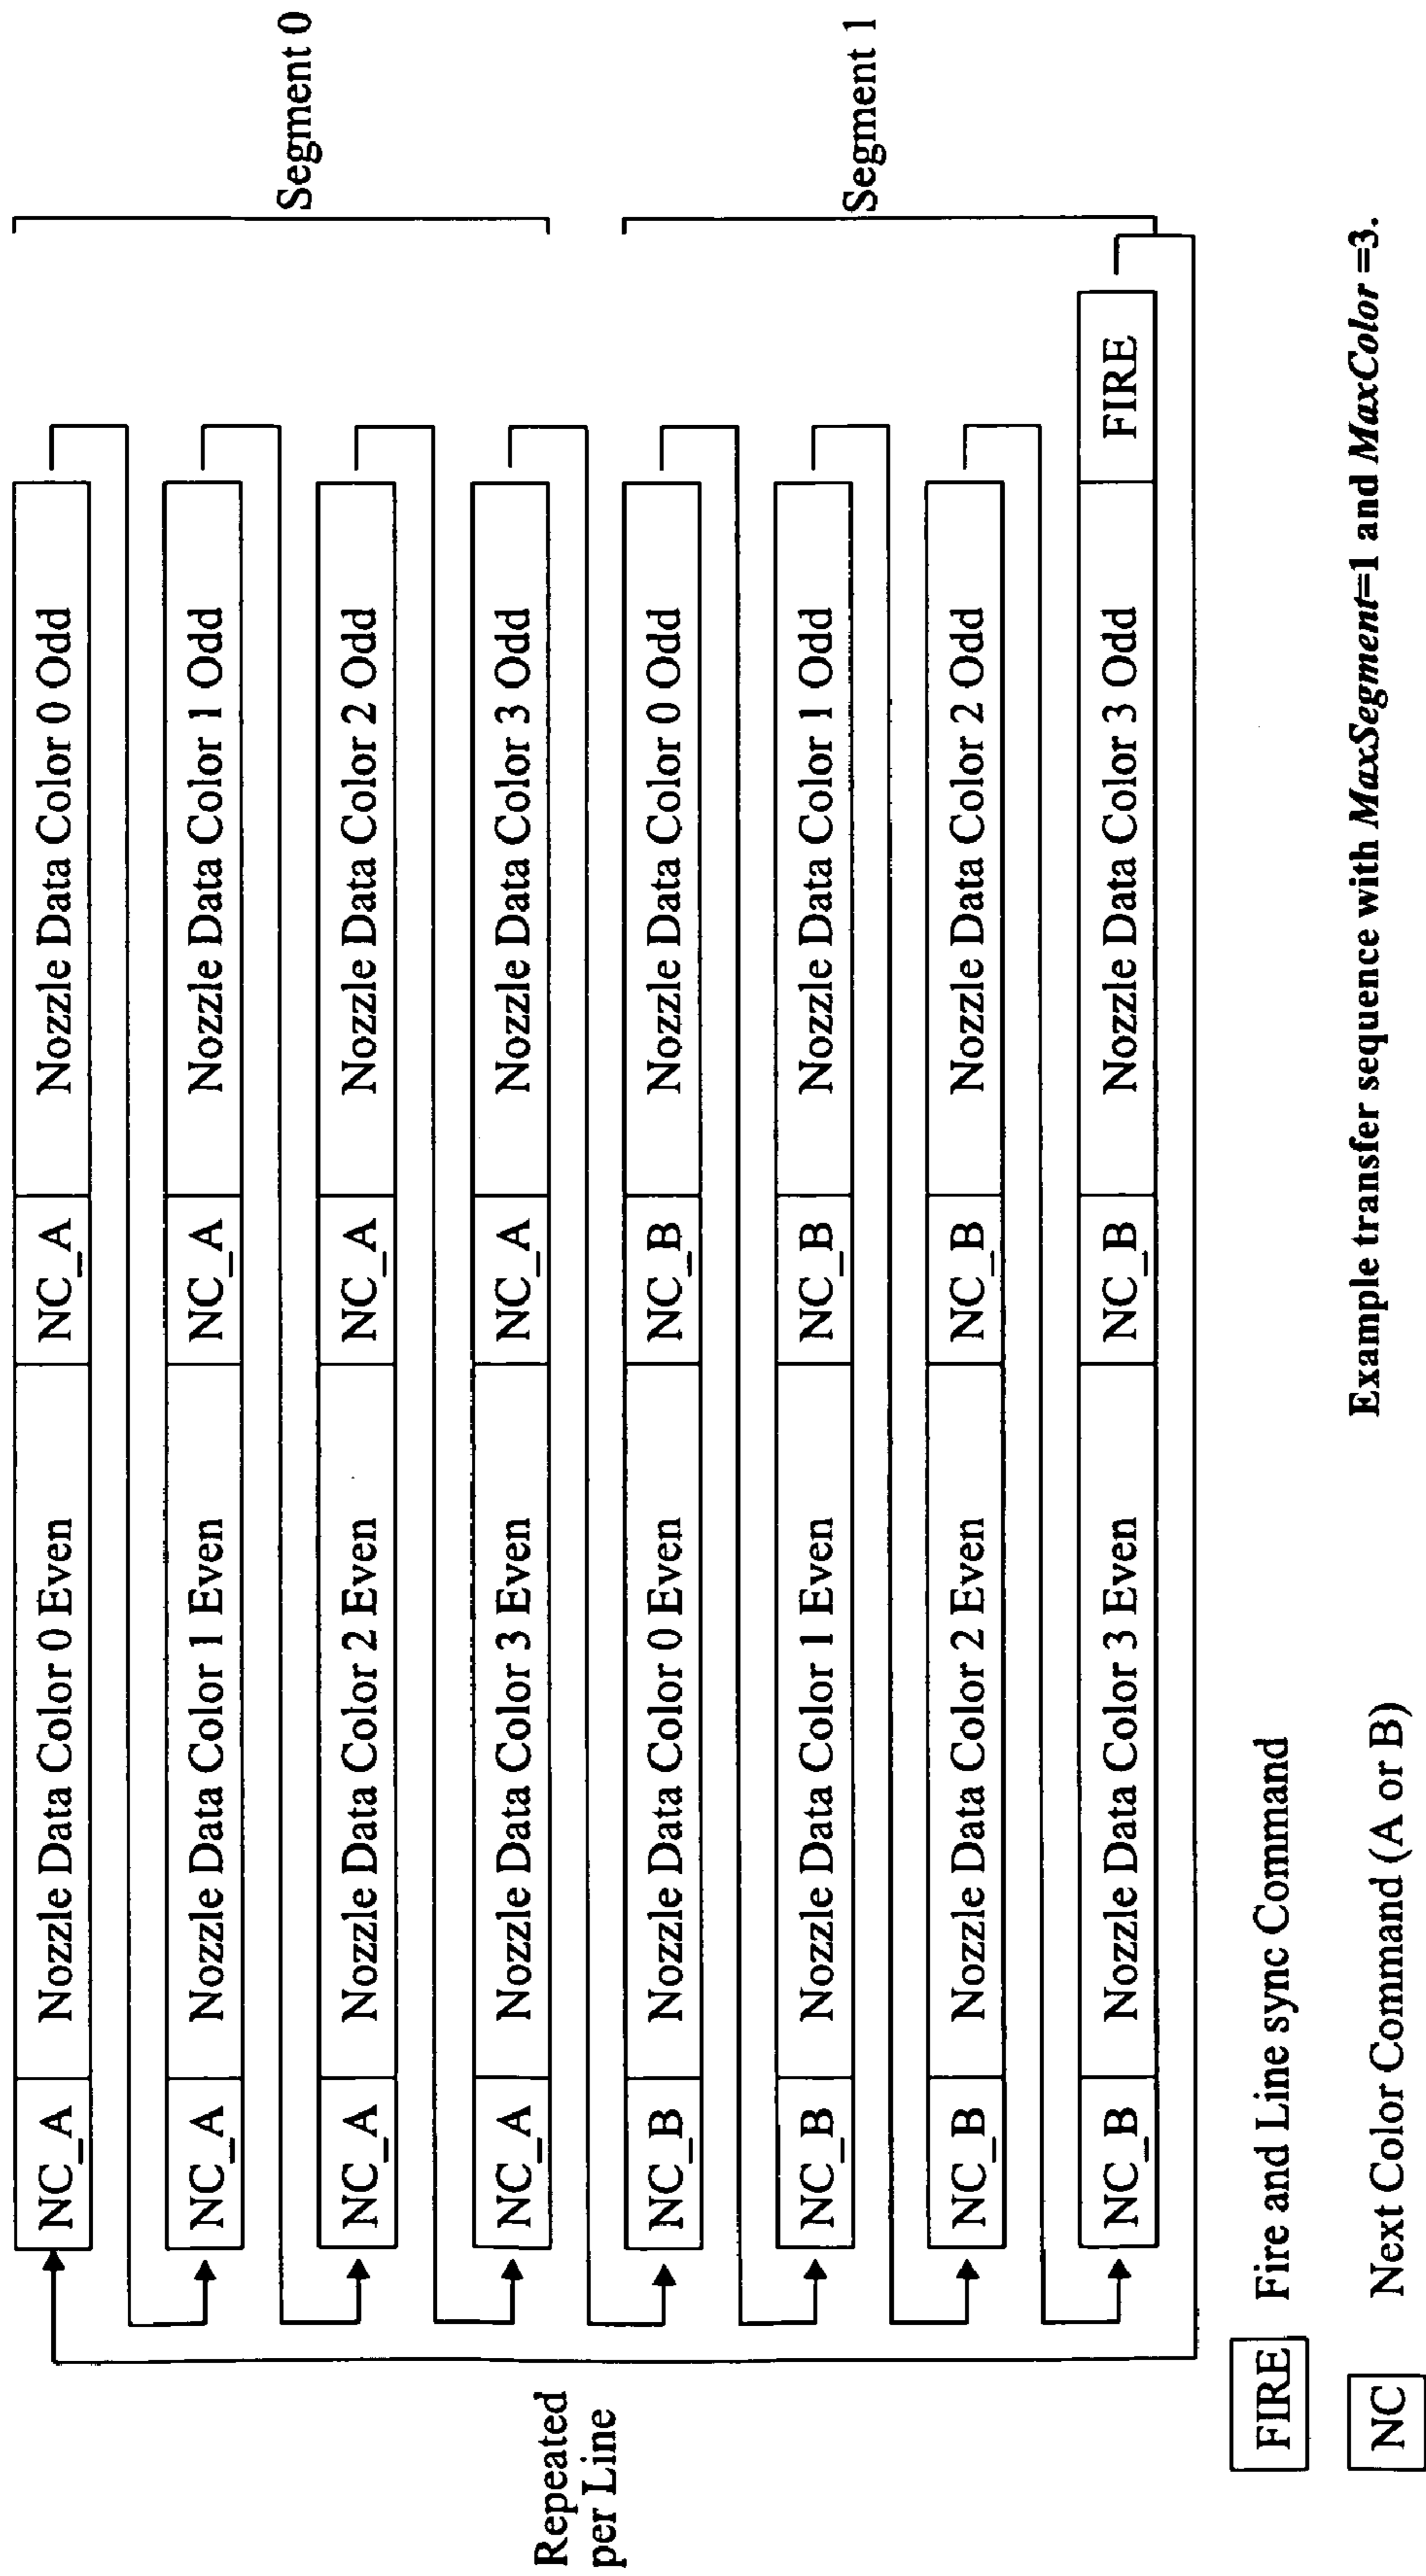 NC_A Nozzle Data Color 0 Even NC_A Nozzle Data Color 0 Odd
NC_A Nozzle Data Color 1 Even NC_A Nozzle Data Color 1 Odd
Segment 0
NC_A Nozzle Data Color 2 Even NC_A Nozzle Data Color 2 Odd
NC_A Nozzle Data Color 3 Even NC_A Nozzle Data Color 3 Odd
Repeated
per Line
NC_B Nozzle Data Color 0 Even NC_B Nozzle Data Color 0 Odd
NC_B Nozzle Data Color 1 Even NC_B Nozzle Data Color 1 Odd
Segment 1
NC_B Nozzle Data Color 2 Even NC_B Nozzle Data Color 2 Odd
NC_B Nozzle Data Color 3 Even NC_B Nozzle Data Color 3 Odd FIRE
FIRE Fire and Line sync Command
NC Next Color Command (A or B)
Example transfer sequence with MaxSegment=1 and MaxColor =3.